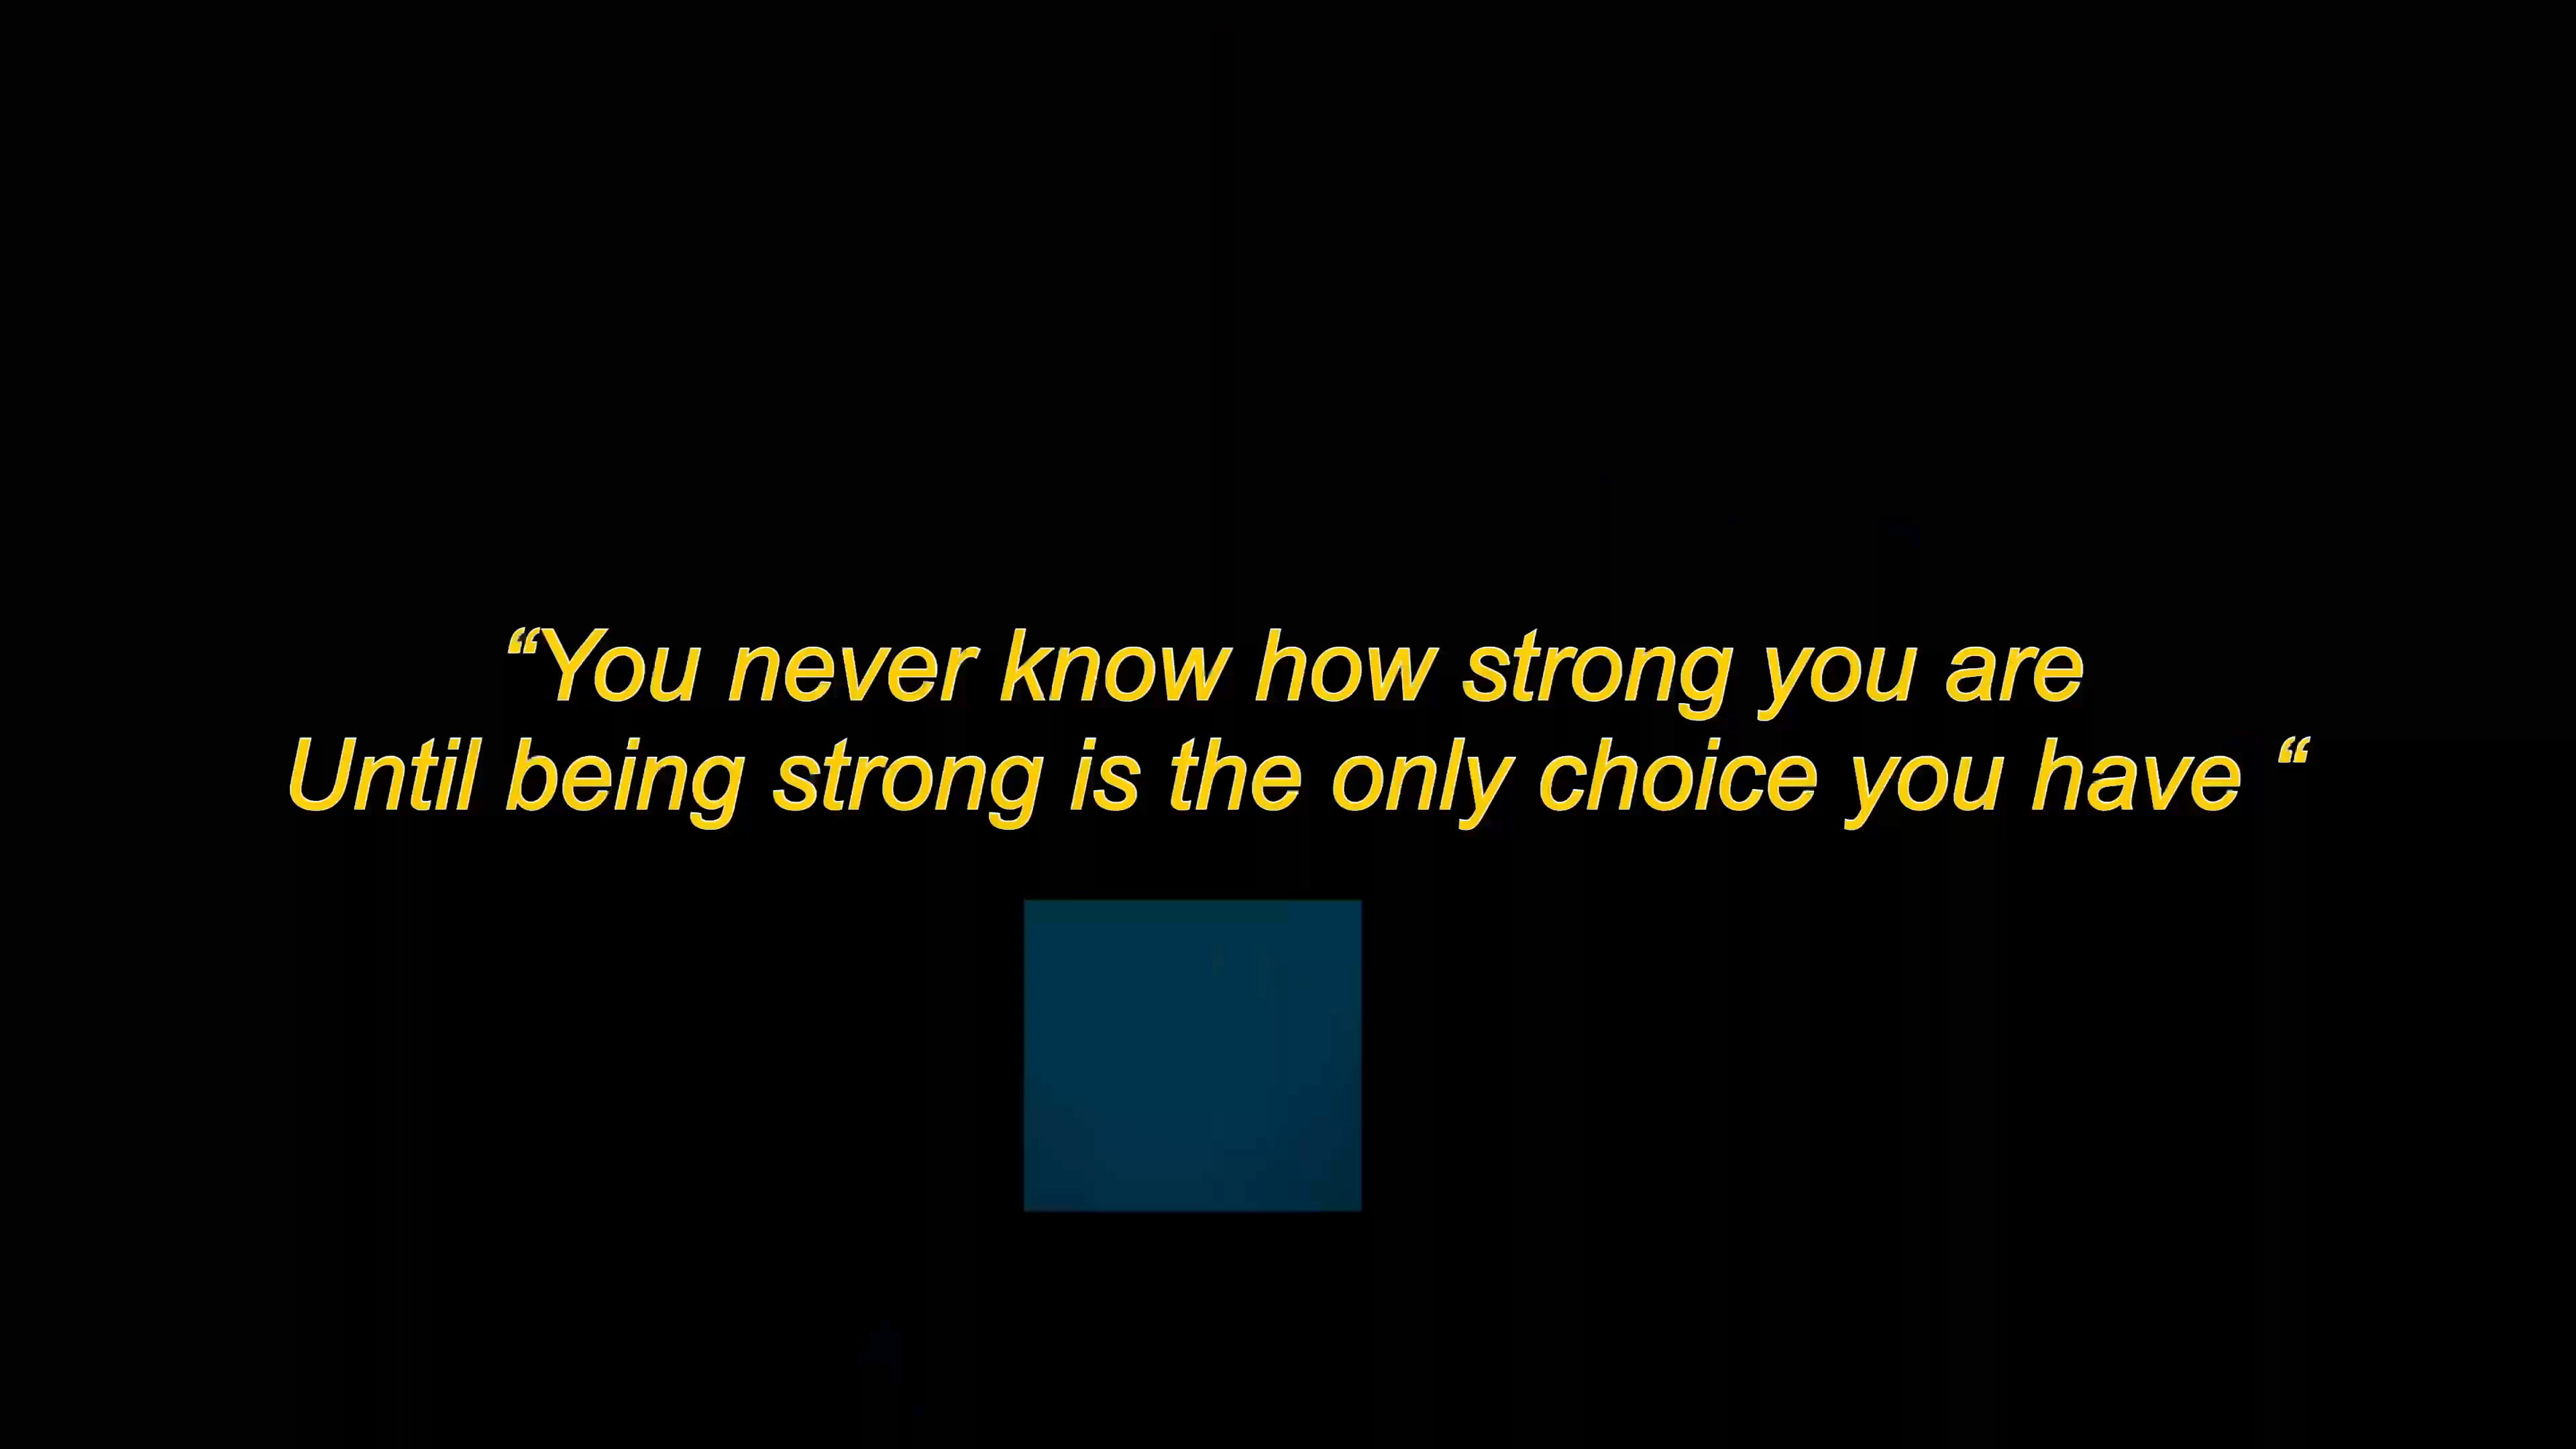 “You never know how strong you are
Until being strong is the only choice you have “